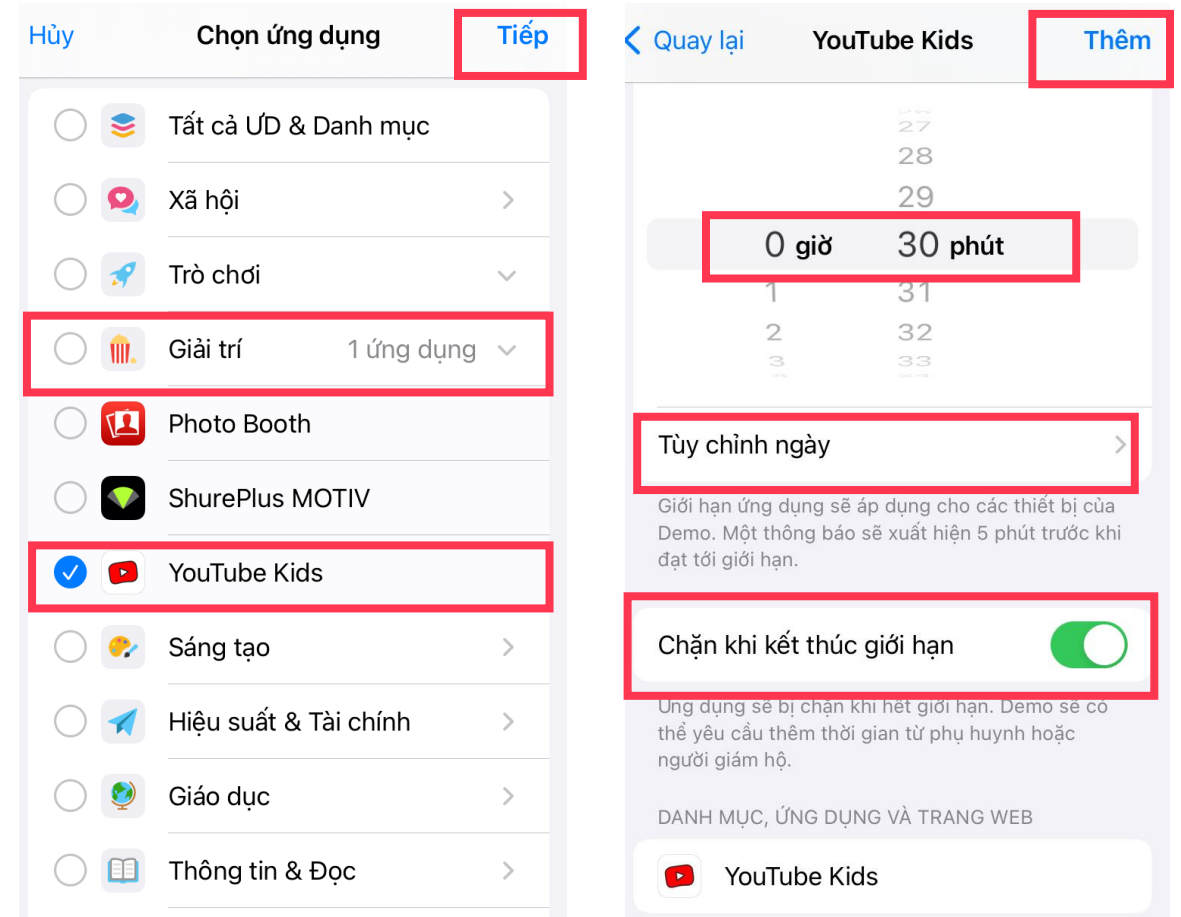 Hủy
Chọn ứng dụng
Tiếp
Tất cả ƯD & Danh mục
Xã hội
Trò chơi
Giải trí 1 ứng dụng
Photo Booth
ShurePlus MOTIV
YouTube Kids
Sáng tạo
Hiệu suất & Tài chính
Giáo dục
Thông tin & Đọc
Quay lại
YouTube Kids
Thêm
27
28
29
0 giờ 30 phút
1 31
2 32
3 33
Tùy chỉnh ngày
Giới hạn ứng dụng sẽ áp dụng cho các thiết bị của
Demo. Một thông báo sẽ xuất hiện 5 phút trước khi
đạt tới giới hạn.
Chặn khi kết thúc giới hạn
Ứng dụng sẽ bị chặn khi hết giới hạn. Demo sẽ có
thể yêu cầu thêm thời gian từ phụ huynh hoặc
người giám hộ.
DANH MỤC, ỨNG DỤNG VÀ TRANG WEB
YouTube Kids